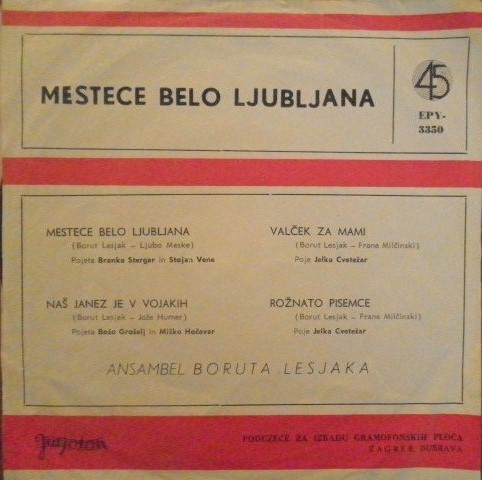 MESTECE BELO LJUBLJANA
45
EPY-
3350
MESTECE BELO LJUBLJANA
(Borut Lesjak – Ljubo Meske)
Pojeta Branka Stergar in Stojan Vene
NAŠ JANEZ JE V VOJAKIH
(Borut Lesjak – Jože Humer)
Pojeta Božo Grošelj in Miško Hočevar
VALČEK ZA MAMI
(Borut Lesjak – Frane Milčinski)
Poje Jelka Cvetežar
ROŽNATO PISEMCE
(Borut Lesjak – Frane Milčinski)
Poje Jelka Cvetežar
ANSAMBEL BORUTA LESJAKA
Jugoton
PODUZEĆE ZA IZRADU GRAMOFONSKIH PLOČA
ZAGREB DUBRAVA